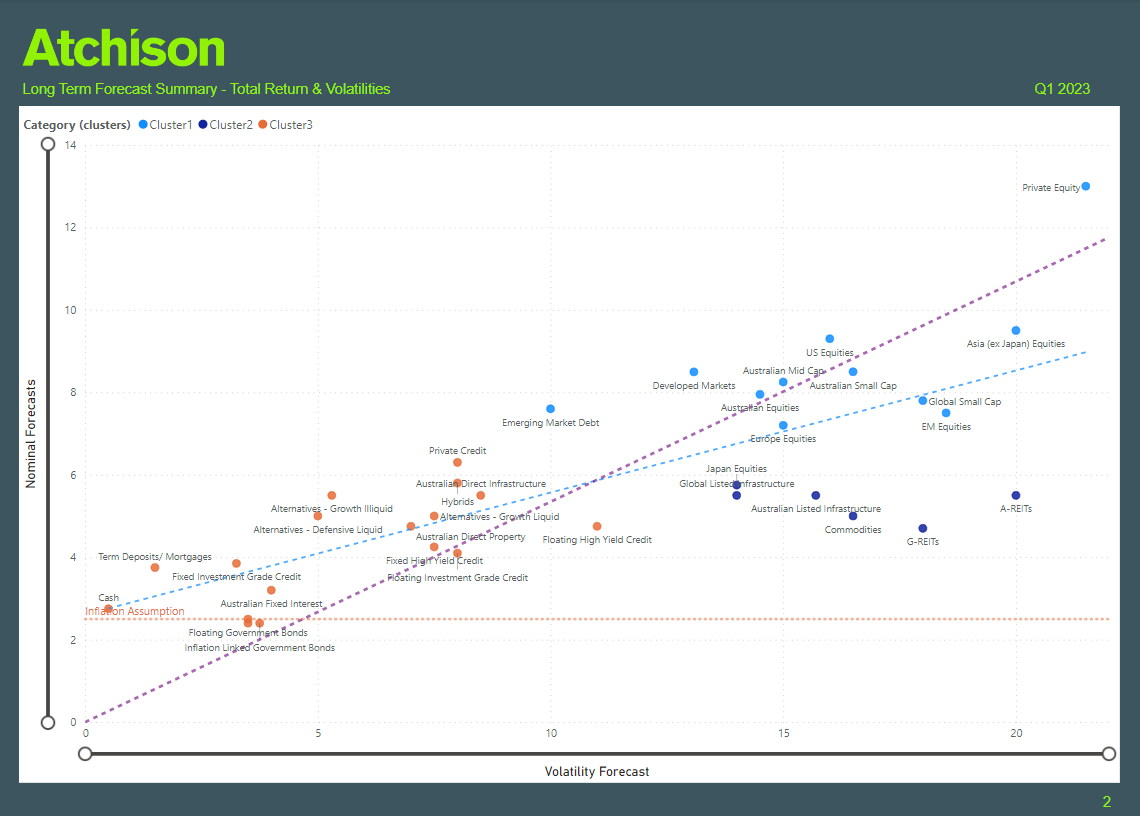 Atchison
Long Term Forecast Summary - Total Return & Volatilities
Q1 2023
Category (clusters) Cluster1 Cluster2 Cluster3
14
Private Equity
12
10
US Equities
Asia (ex Japan) Equities
8
Developed Markets
Australian Mid Cap
Australian Small Cap
Australian Equities
Global Small Cap
Emerging Market Debt
EM Equities
Europe Equities
Nominal Forecasts
6
Private Credit
Japan Equities
Australian Direct Infrastructure
Global Listed Infrastructure
Hybrids
Alternatives - Growth Illiquid
Alternatives - Growth Liquid
Australian Listed Infrastructure
A-REITs
Alternatives - Defensive Liquid
Australian Direct Property
Floating High Yield Credit
Commodities
G-REITs
4
Term Deposits/ Mortgages
Fixed High Yield Credit
Fixed Investment Grade Credit
Floating Investment Grade Credit
Cash
Australian Fixed Interest
Inflation Assumption
2
Floating Government Bonds
Inflation Linked Government Bonds
0
0 5 10 15 20
Volatility Forecast
2